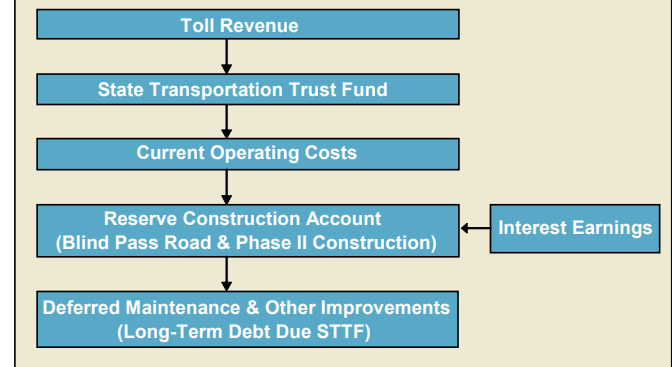 Toll Revenue
State Transportation Trust Fund
Current Operating Costs
Reserve Construction Account
(Blind Pass Road & Phase II Construction)
Interest Earnings
Deferred Maintenance & Other Improvements
(Long-Term Debt Due STTF)